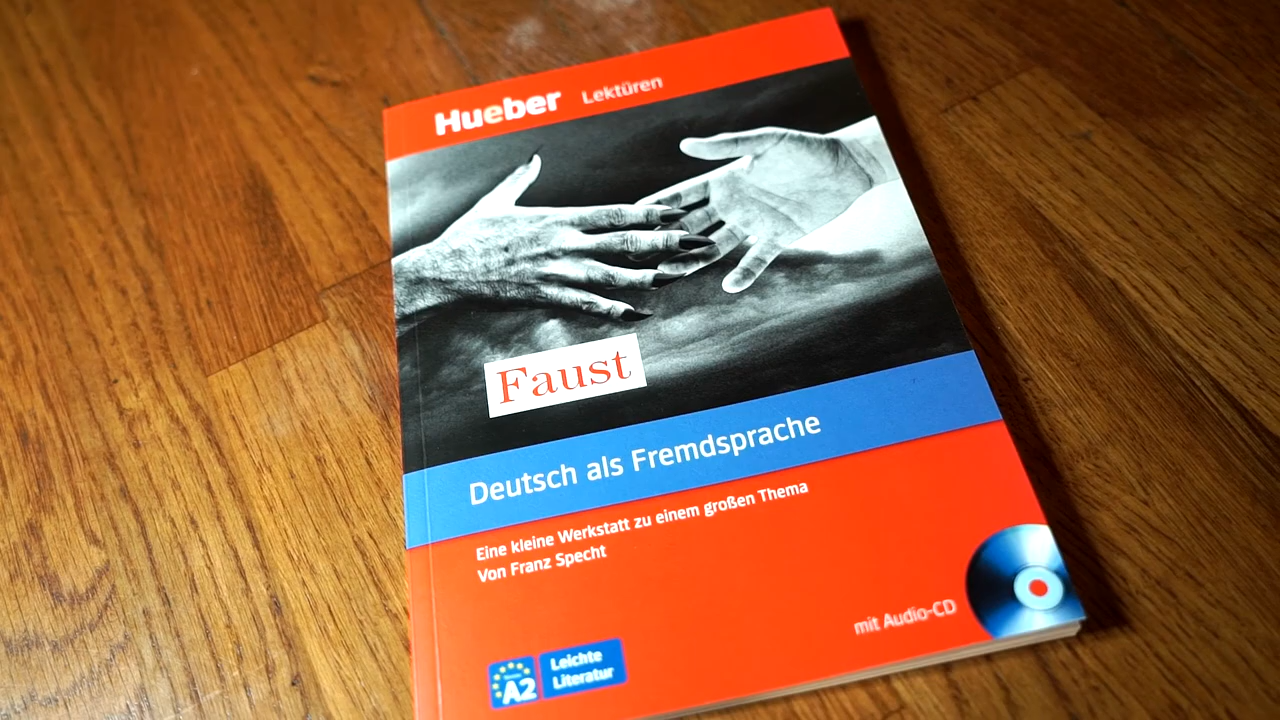 Hueber Lektüren
Faust
Deutsch als Fremdsprache
Eine kleine Werkstatt zu einem großen Thema
Von Franz Specht
mit Audio-CD
A2
Leichte
Literatur